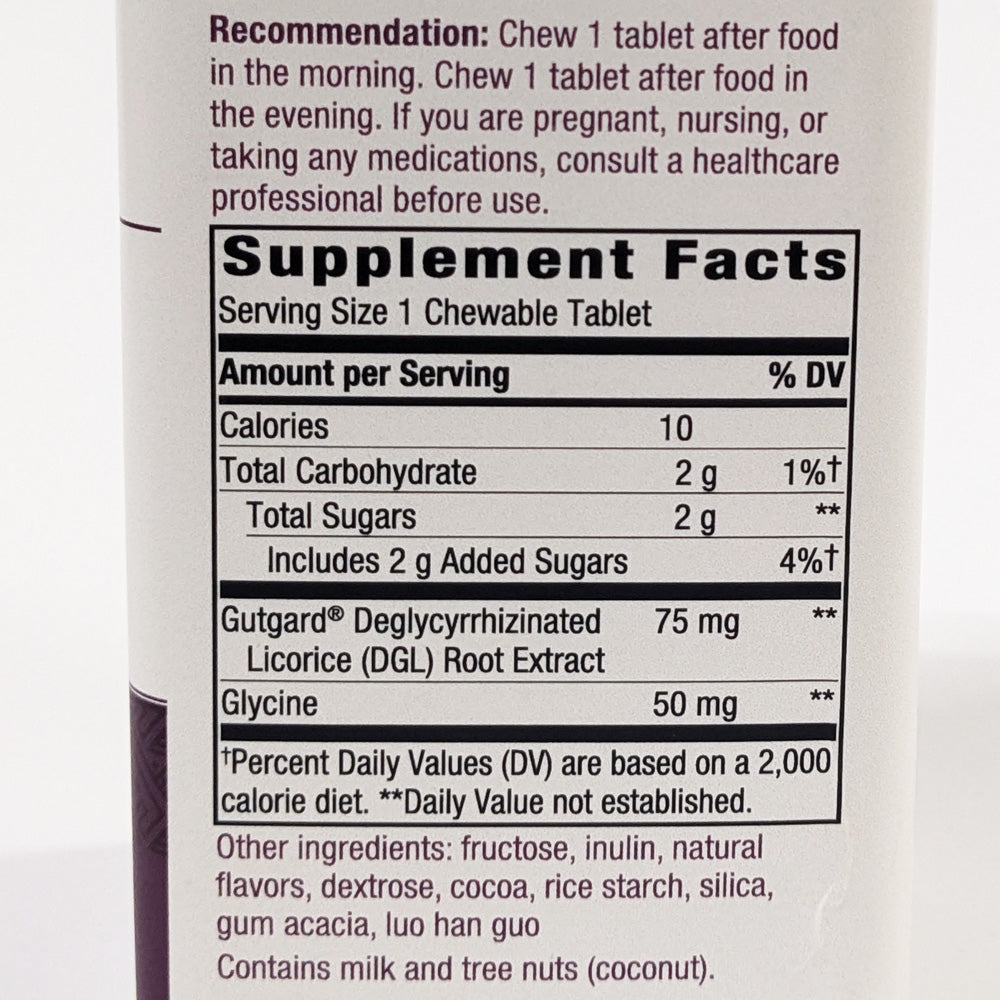 Recommendation: Chew 1 tablet after food
in the morning. Chew 1 tablet after food in
the evening. If you are pregnant, nursing, or
taking any medications, consult a healthcare
professional before use.
Supplement Facts
Serving Size 1 Chewable Tablet
Amount per Serving % DV
Calories 10
Total Carbohydrate 2 g 1%†
Total Sugars 2 g **
Includes 2 g Added Sugars 4%†
Gutgard® Deglycyrrhizinated 75 mg **
Licorice (DGL) Root Extract
Glycine 50 mg **
†Percent Daily Values (DV) are based on a 2,000
calorie diet. **Daily Value not established.
Other ingredients: fructose, inulin, natural
flavors, dextrose, cocoa, rice starch, silica,
gum acacia, luo han guo
Contains milk and tree nuts (coconut).